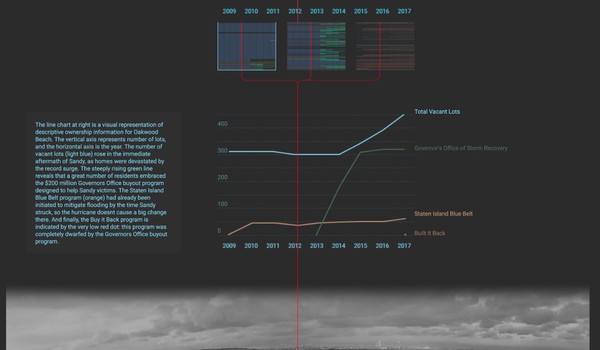 2009 2010 2011 2012 2013 2014 2015 2016 2017
The line chart at right is a visual representation of
descriptive ownership information for Oakwood
Beach. The vertical axis represents number of lots,
and the horizontal axis is the year. The number of
vacant lots (light blue) rose in the immediate
aftermath of Sandy, as homes were devastated by
the record surge. The steeply rising green line
reveals that a great number of residents embraced
the $200 million Governors Office buyout program
designed to help Sandy victims. The Staten Island
Blue Belt program (orange) had already been
initiated to mitigate flooding by the time Sandy
struck, so the hurricane doesnt cause a big change
there. And finally, the Buy it Back program is
indicated by the very low red dot: this program was
completely dwarfed by the Governors Office buyout
program.
Total Vacant Lots
400
Governor's Office of Storm Recovery
300
200
100
Staten Island Blue Belt
Built it Back
0
2009 2010 2011 2012 2013 2014 2015 2016 2017